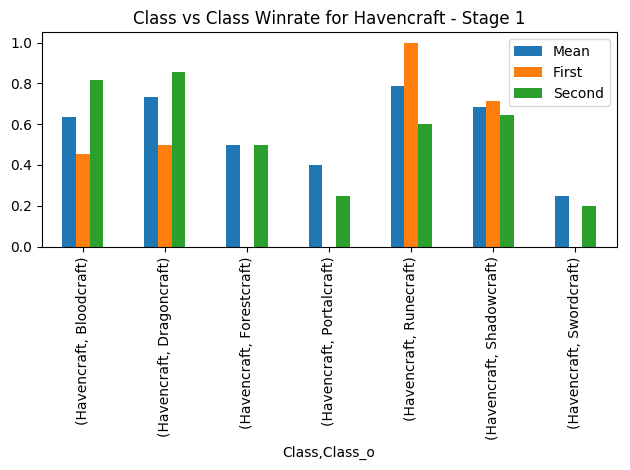 Class vs Class Winrate for Havencraft - Stage 1
1.0
0.8
0.6
0.4
0.2
0.0
Mean
First
Second
(Havencraft, Bloodcraft)
(Havencraft, Dragoncraft)
(Havencraft, Forestcraft)
(Havencraft, Portalcraft)
(Havencraft, Runecraft)
(Havencraft, Shadowcraft)
(Havencraft, Swordcraft)
Class,Class_o